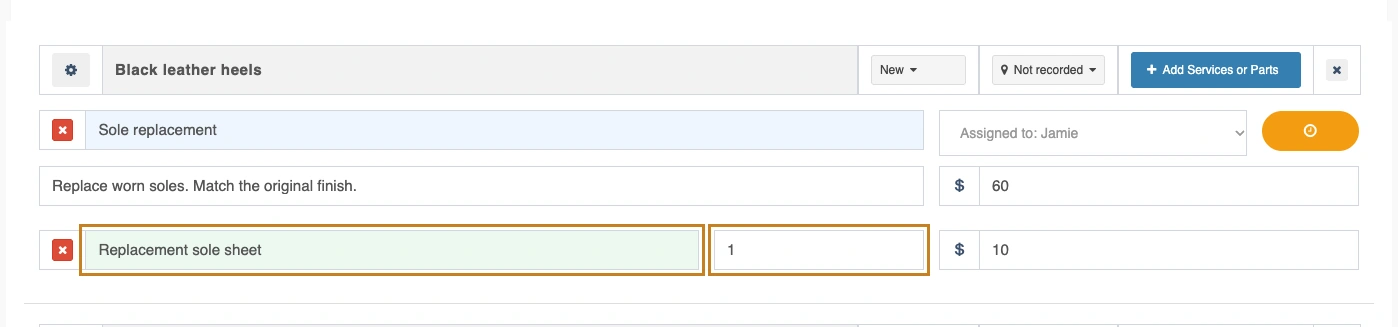 Black leather heels New Not recorded + Add Services or Parts
Sole replacement Assigned to: Jamie
Replace worn soles. Match the original finish. $ 60
Replacement sole sheet 1 $ 10